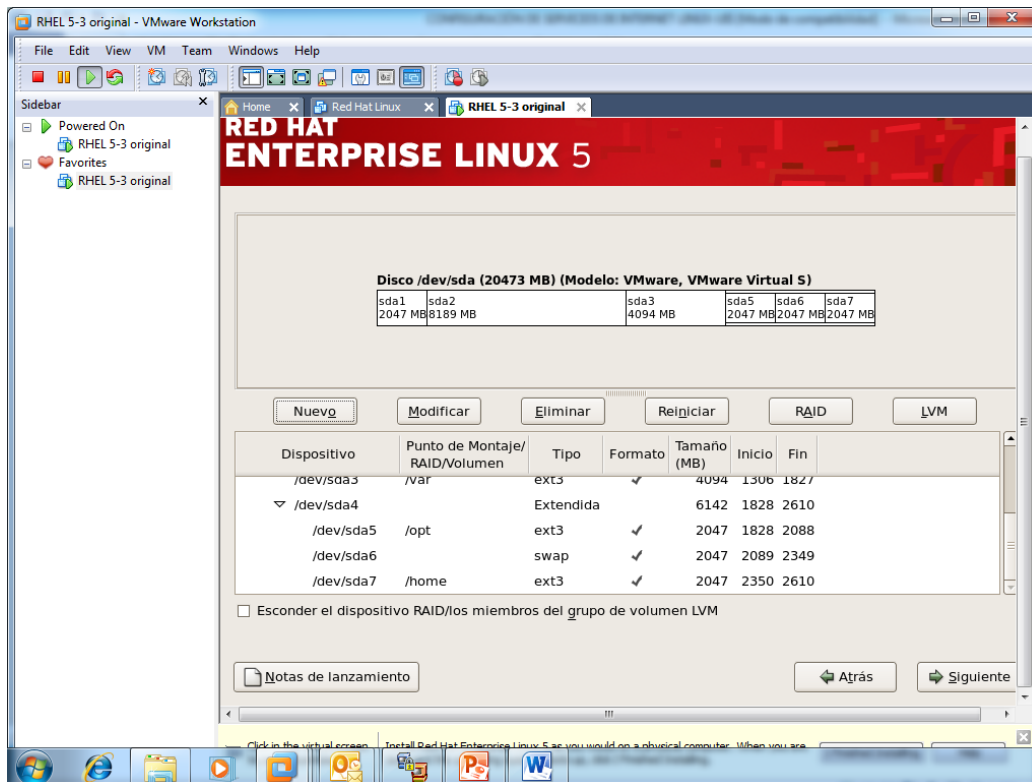 RHEL 5-3 original - VMware Workstation
File Edit View VM Team Windows Help
Sidebar
Home Red Hat Linux RHEL 5-3 original
Powered On
RHEL 5-3 original
Favorites
RHEL 5-3 original
RED HAT
ENTERPRISE LINUX 5
Disco /dev/sda (20473 MB) (Modelo: VMware, VMware Virtual S)
sda1 sda2 sda3 sda5 sda6 sda7
2047 MB 8189 MB 4094 MB 2047 MB 2047 MB 2047 MB
Nuevo Modificar Eliminar Reiniciar RAID LVM
Dispositivo Punto de Montaje/ RAID/Volumen Tipo Formato Tamaño (MB) Inicio Fin
/dev/sda3 /var ext3 4094 1306 1827
/dev/sda4 Extendida 6142 1828 2610
/dev/sda5 /opt ext3 2047 1828 2088
/dev/sda6 swap 2047 2089 2349
/dev/sda7 /home ext3 2047 2350 2610
Esconder el dispositivo RAID/los miembros del grupo de volumen LVM
Notas de lanzamiento Atrás Siguiente
Click in the virtual screen Install Red Hat Enterprise Linux 5 as you would on a physical computer. When you are